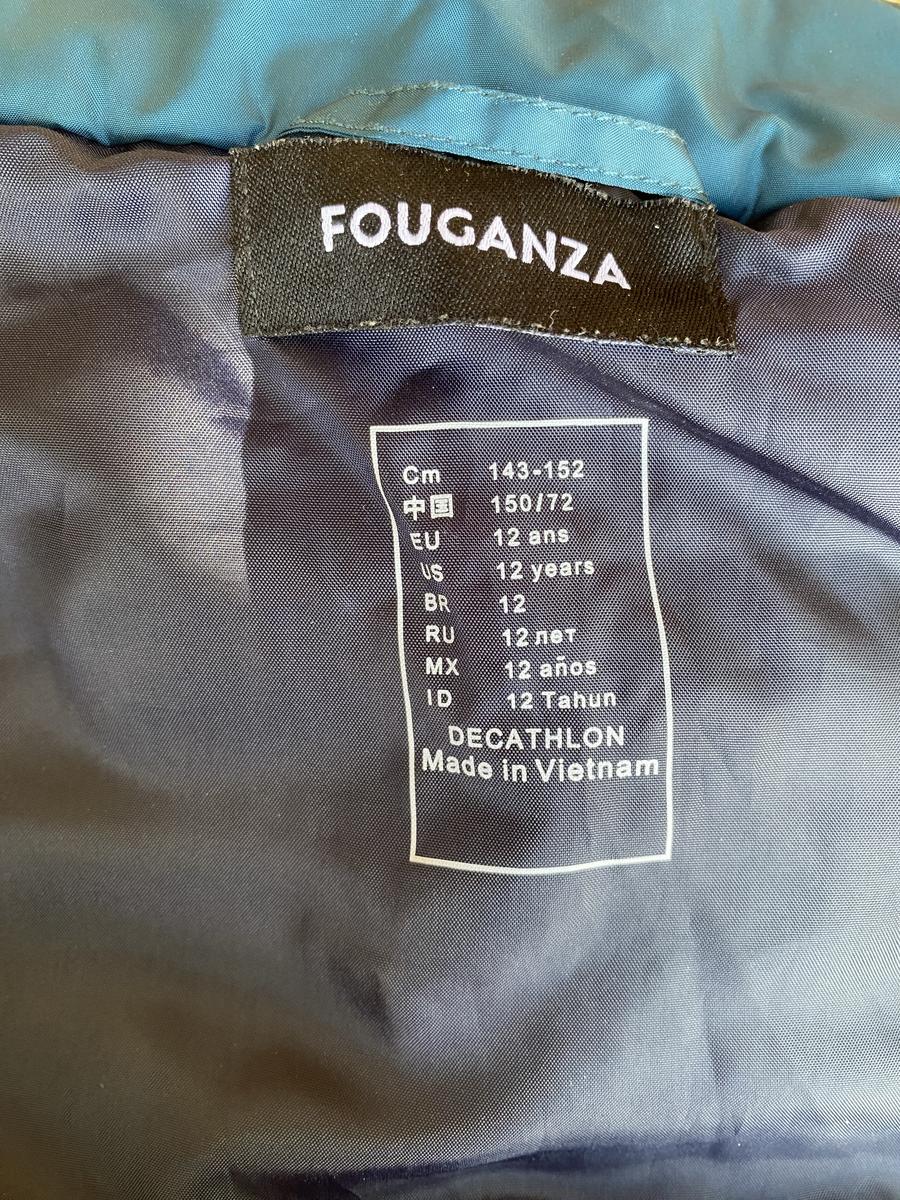 FOUGANZA
Cm 143-152
中国 150/72
EU 12 ans
US 12 years
BR 12
RU 12 лет
MX 12 años
ID 12 Tahun
DECATHLON
Made in Vietnam